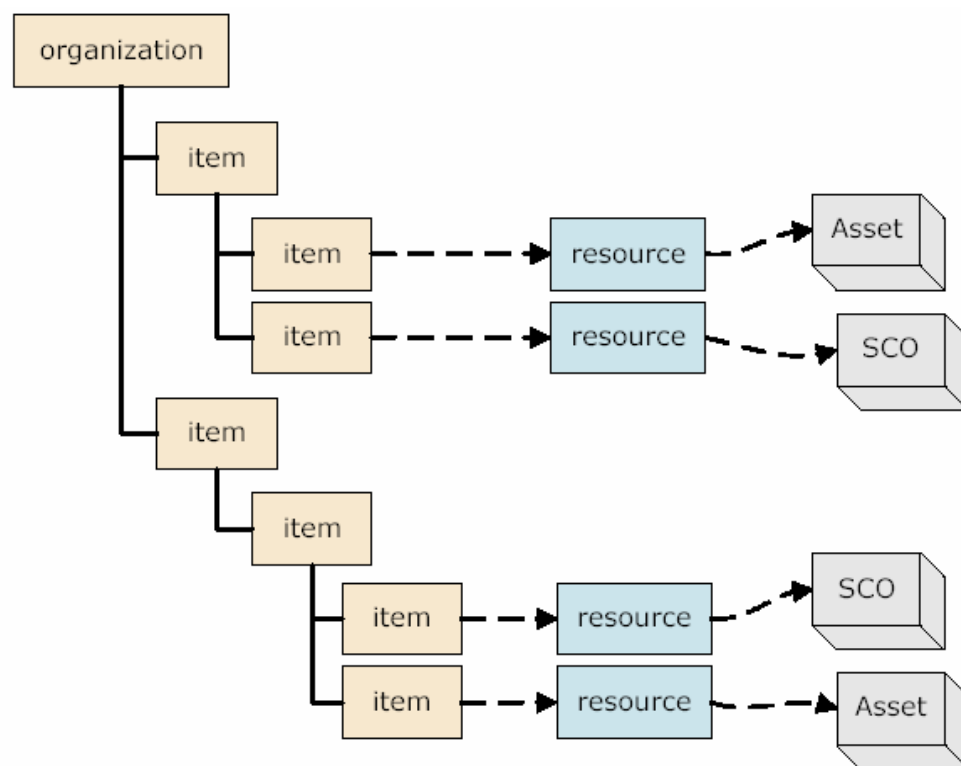 organization
item
item
resource
Asset
item
resource
SCO
item
item
item
resource
SCO
item
resource
Asset